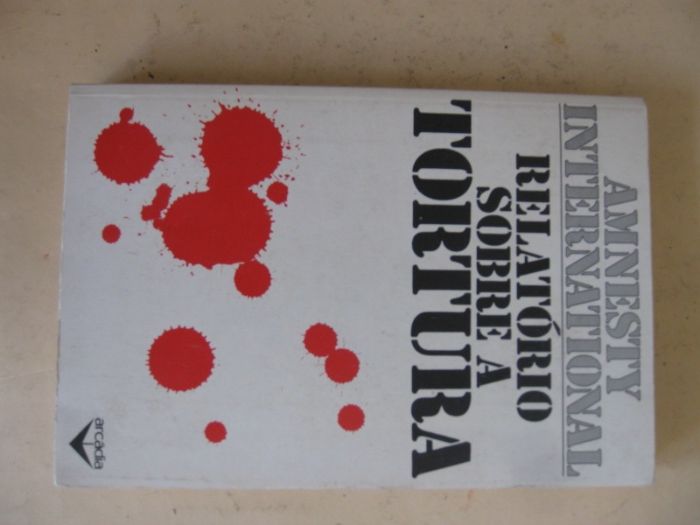 AMNESTY
INTERNATIONAL
RELATÓRIO
SOBRE A
TORTURA
arcádia